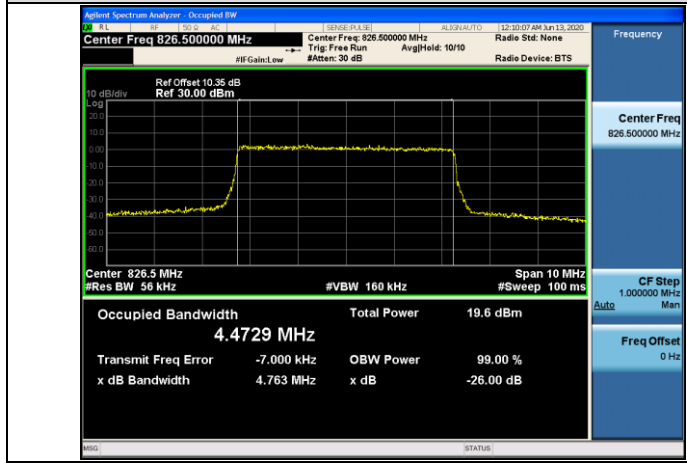 Agilent Spectrum Analyzer - Occupied BW
RL RF 50 Ω AC SENSE:PULSE ALIGNAUTO 12:10:07 AM Jun 13, 2020
Center Freq 826.500000 MHz
Center Freq: 826.500000 MHz
Radio Std: None
Trig: Free Run Avg|Hold: 10/10
#IFGain:Low #Atten: 30 dB Radio Device: BTS
Ref Offset 10.35 dB
10 dB/div Ref 30.00 dBm
Log
20.0
10.0
0.00
-10.0
-20.0
-30.0
-40.0
-50.0
-60.0
Center 826.5 MHz Span 10 MHz
#Res BW 56 kHz #VBW 160 kHz #Sweep 100 ms
Occupied Bandwidth Total Power 19.6 dBm
4.4729 MHz
Transmit Freq Error -7.000 kHz OBW Power 99.00 %
x dB Bandwidth 4.763 MHz x dB -26.00 dB
MSG STATUS
Frequency
Center Freq
826.500000 MHz
CF Step
1.000000 MHz
Auto Man
Freq Offset
0 Hz